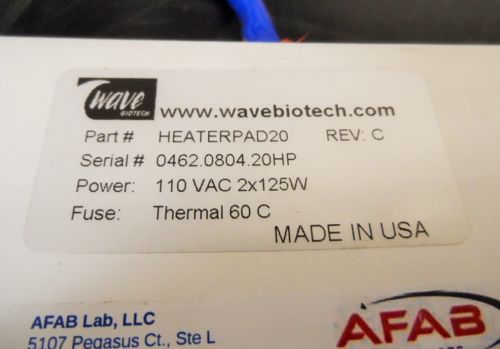 wave
BIOTECH
www.wavebiotech.com
Part # HEATERPAD20 REV: C
Serial # 0462.0804.20HP
Power: 110 VAC 2x125W
Fuse: Thermal 60 C
MADE IN USA
AFAB Lab, LLC
5107 Pegasus Ct., Ste L
AFAB